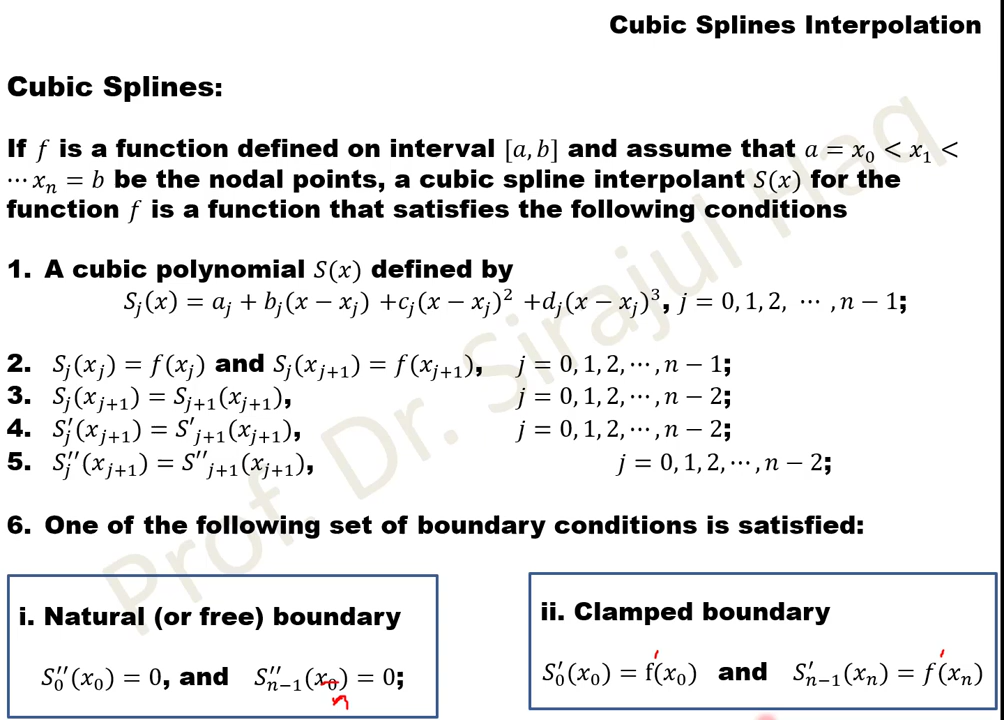 Cubic Splines Interpolation
Cubic Splines:
If f is a function defined on interval [a, b] and assume that a = x₀ < x₁ <
⋯ xₙ = b be the nodal points, a cubic spline interpolant S(x) for the
function f is a function that satisfies the following conditions
1. A cubic polynomial S(x) defined by
Sⱼ(x) = aⱼ + bⱼ(x − xⱼ) +cⱼ(x − xⱼ)² +dⱼ(x − xⱼ)³, j = 0, 1, 2, ⋯ , n − 1;
2. Sⱼ(xⱼ) = f(xⱼ) and Sⱼ(xⱼ₊₁) = f(xⱼ₊₁), j = 0, 1, 2, ⋯, n − 1;
3. Sⱼ(xⱼ₊₁) = Sⱼ₊₁(xⱼ₊₁), j = 0, 1, 2, ⋯, n − 2;
4. S′ⱼ(xⱼ₊₁) = S′ⱼ₊₁(xⱼ₊₁), j = 0, 1, 2, ⋯, n − 2;
5. S′′ⱼ(xⱼ₊₁) = S′′ⱼ₊₁(xⱼ₊₁), j = 0, 1, 2, ⋯, n − 2;
6. One of the following set of boundary conditions is satisfied:
i. Natural (or free) boundary
S′′₀(x₀) = 0, and S′′ₙ₋₁(x₀) = 0;
n
ii. Clamped boundary
S′₀(x₀) = f′(x₀) and S′ₙ₋₁(xₙ) = f′(xₙ)
Prof. Dr. Sirajul Haq